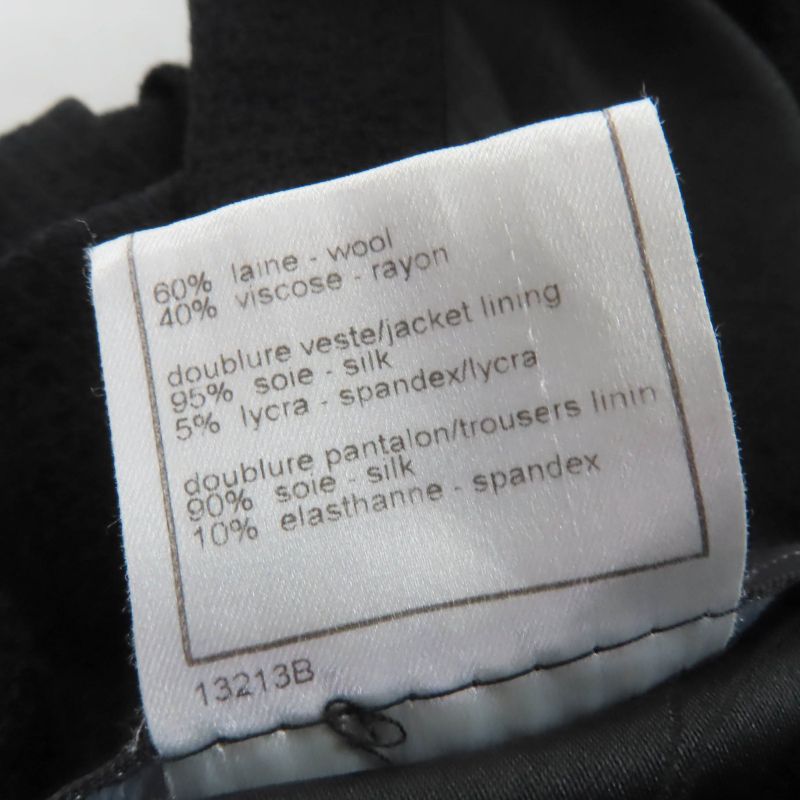 60% laine - wool
40% viscose - rayon
doublure veste/jacket lining
95% soie - silk
5% lycra - spandex/lycra
doublure pantalon/trousers linin
90% soie - silk
10% elasthanne - spandex
13213B